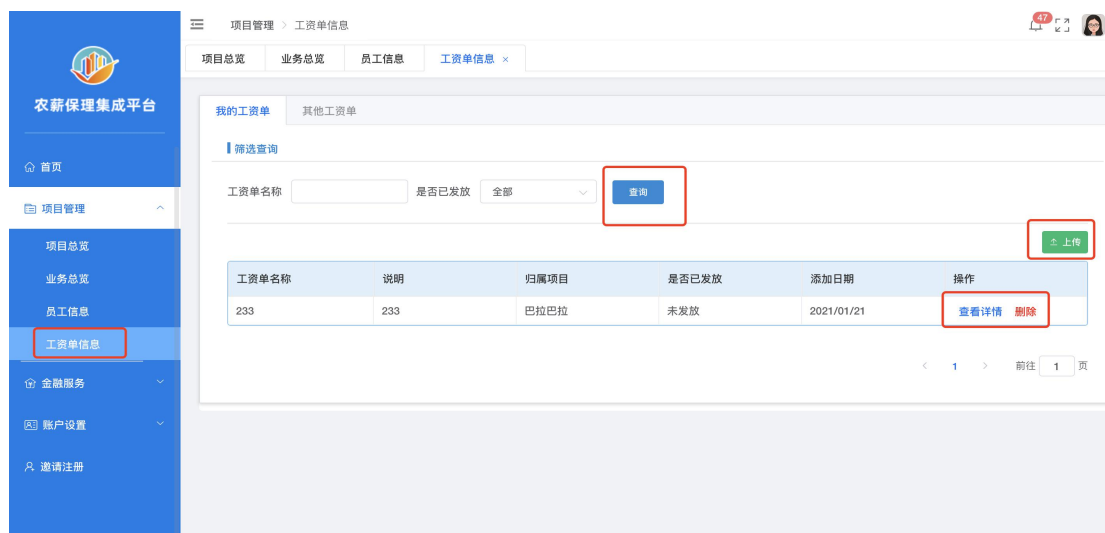 项目管理 > 工资单信息
47
项目总览 业务总览 员工信息 工资单信息 ×
农薪保理集成平台
首页
项目管理
项目总览
业务总览
员工信息
工资单信息
金融服务
账户设置
邀请注册
我的工资单 其他工资单
筛选查询
工资单名称 是否已发放 全部 查询
上传
工资单名称 说明 归属项目 是否已发放 添加日期 操作
233 233 巴拉巴拉 未发放 2021/01/21 查看详情 删除
< 1 > 前往 1 页